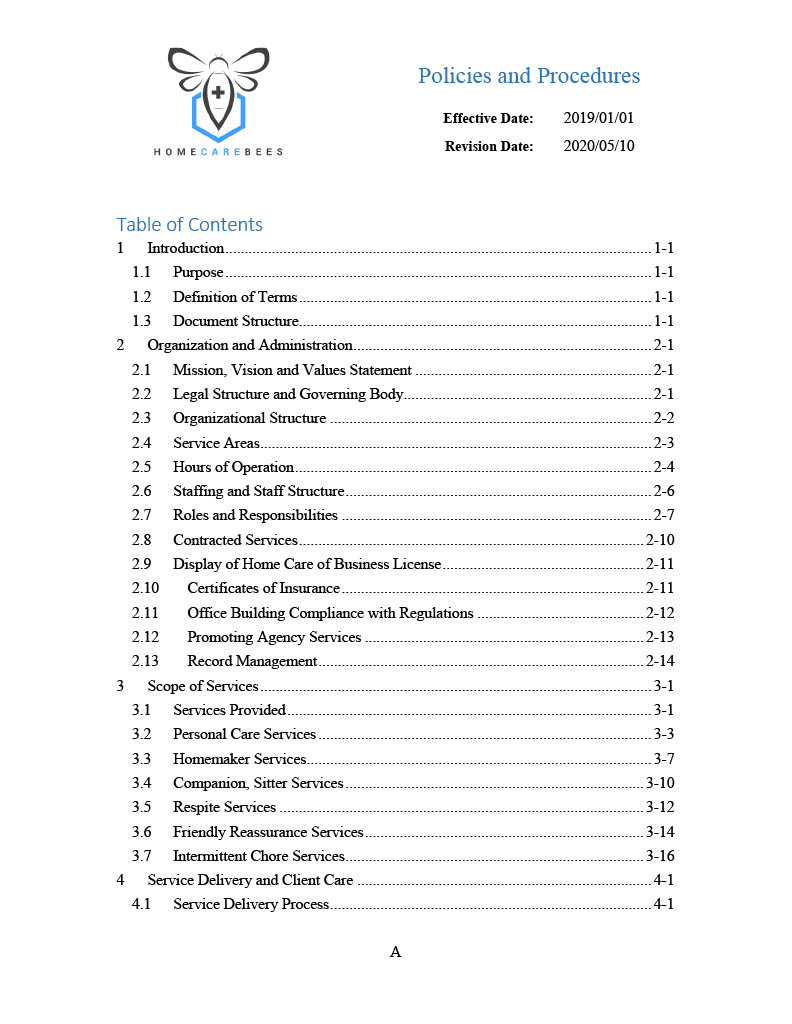 Policies and Procedures
Effective Date: 2019/01/01
Revision Date: 2020/05/10
HOMECAREBEES
Table of Contents
1 Introduction 1-1
1.1 Purpose 1-1
1.2 Definition of Terms 1-1
1.3 Document Structure 1-1
2 Organization and Administration 2-1
2.1 Mission, Vision and Values Statement 2-1
2.2 Legal Structure and Governing Body 2-1
2.3 Organizational Structure 2-2
2.4 Service Areas 2-3
2.5 Hours of Operation 2-4
2.6 Staffing and Staff Structure 2-6
2.7 Roles and Responsibilities 2-7
2.8 Contracted Services 2-10
2.9 Display of Home Care of Business License 2-11
2.10 Certificates of Insurance 2-11
2.11 Office Building Compliance with Regulations 2-12
2.12 Promoting Agency Services 2-13
2.13 Record Management 2-14
3 Scope of Services 3-1
3.1 Services Provided 3-1
3.2 Personal Care Services 3-3
3.3 Homemaker Services 3-7
3.4 Companion, Sitter Services 3-10
3.5 Respite Services 3-12
3.6 Friendly Reassurance Services 3-14
3.7 Intermittent Chore Services 3-16
4 Service Delivery and Client Care 4-1
4.1 Service Delivery Process 4-1
A